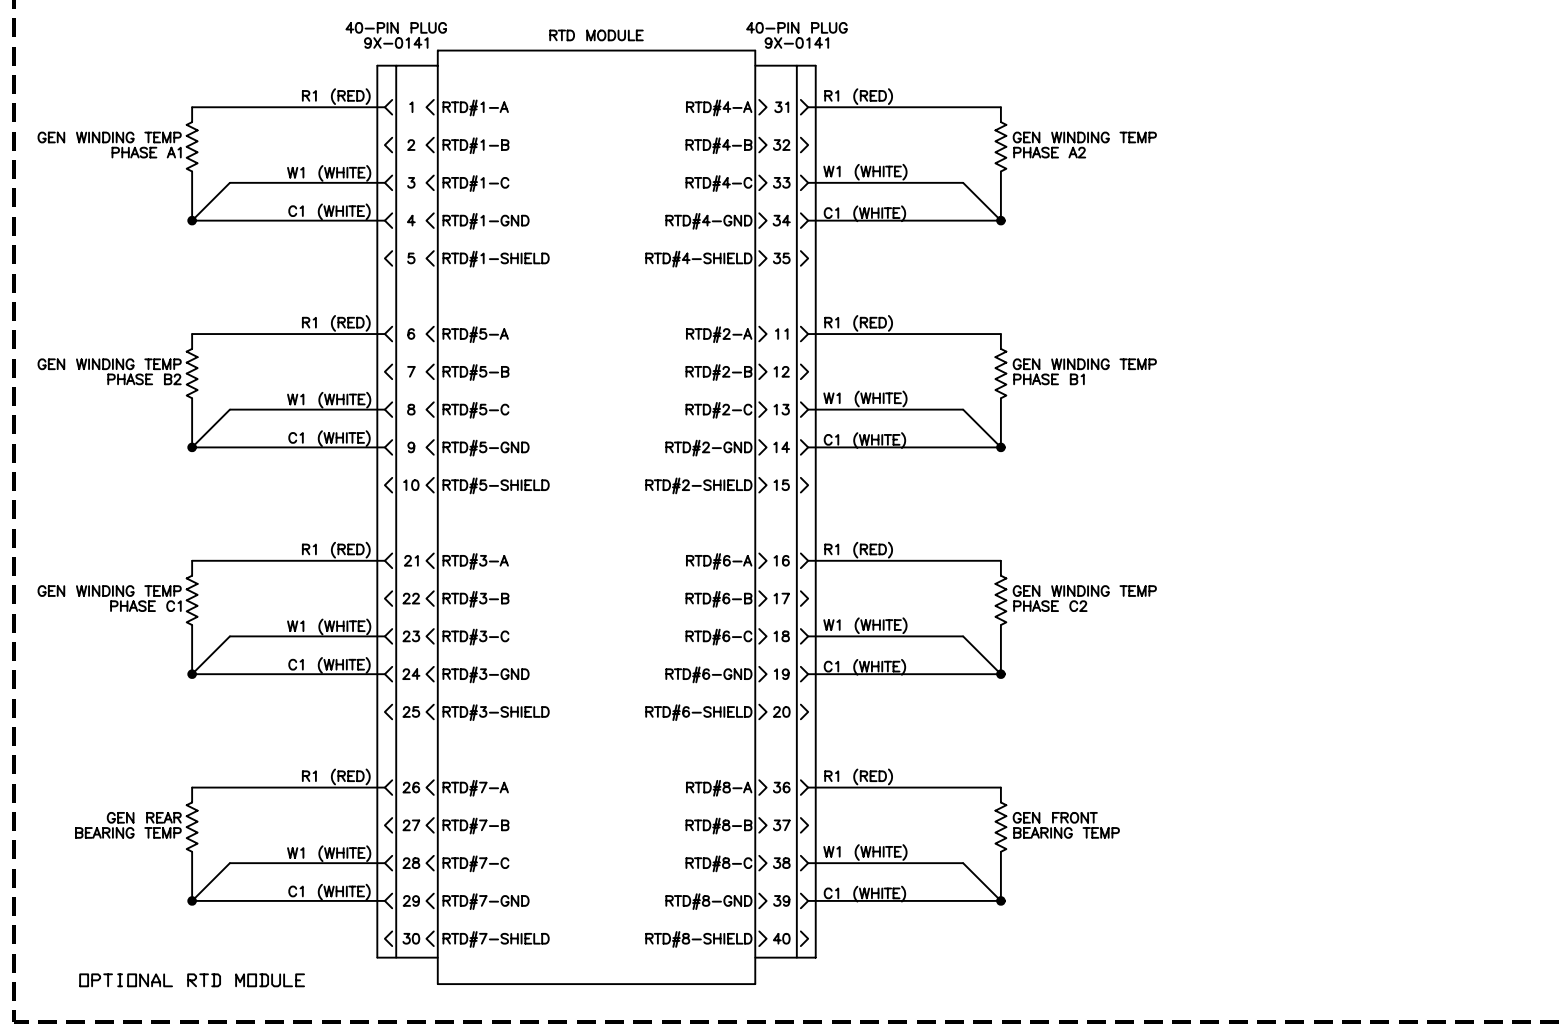 40-PIN PLUG
9X-0141
RTD MODULE
40-PIN PLUG
9X-0141
R1 (RED)
1 RTD#1-A
RTD#4-A 31
R1 (RED)
GEN WINDING TEMP
PHASE A1
2 RTD#1-B
RTD#4-B 32
GEN WINDING TEMP
PHASE A2
W1 (WHITE)
3 RTD#1-C
RTD#4-C 33
W1 (WHITE)
C1 (WHITE)
4 RTD#1-GND
RTD#4-GND 34
C1 (WHITE)
5 RTD#1-SHIELD
RTD#4-SHIELD 35
R1 (RED)
6 RTD#5-A
RTD#2-A 11
R1 (RED)
GEN WINDING TEMP
PHASE B2
7 RTD#5-B
RTD#2-B 12
GEN WINDING TEMP
PHASE B1
W1 (WHITE)
8 RTD#5-C
RTD#2-C 13
W1 (WHITE)
C1 (WHITE)
9 RTD#5-GND
RTD#2-GND 14
C1 (WHITE)
10 RTD#5-SHIELD
RTD#2-SHIELD 15
R1 (RED)
21 RTD#3-A
RTD#6-A 16
R1 (RED)
GEN WINDING TEMP
PHASE C1
22 RTD#3-B
RTD#6-B 17
GEN WINDING TEMP
PHASE C2
W1 (WHITE)
23 RTD#3-C
RTD#6-C 18
W1 (WHITE)
C1 (WHITE)
24 RTD#3-GND
RTD#6-GND 19
C1 (WHITE)
25 RTD#3-SHIELD
RTD#6-SHIELD 20
R1 (RED)
26 RTD#7-A
RTD#8-A 36
R1 (RED)
GEN REAR
BEARING TEMP
27 RTD#7-B
RTD#8-B 37
GEN FRONT
BEARING TEMP
W1 (WHITE)
28 RTD#7-C
RTD#8-C 38
W1 (WHITE)
C1 (WHITE)
29 RTD#7-GND
RTD#8-GND 39
C1 (WHITE)
30 RTD#7-SHIELD
RTD#8-SHIELD 40
OPTIONAL RTD MODULE